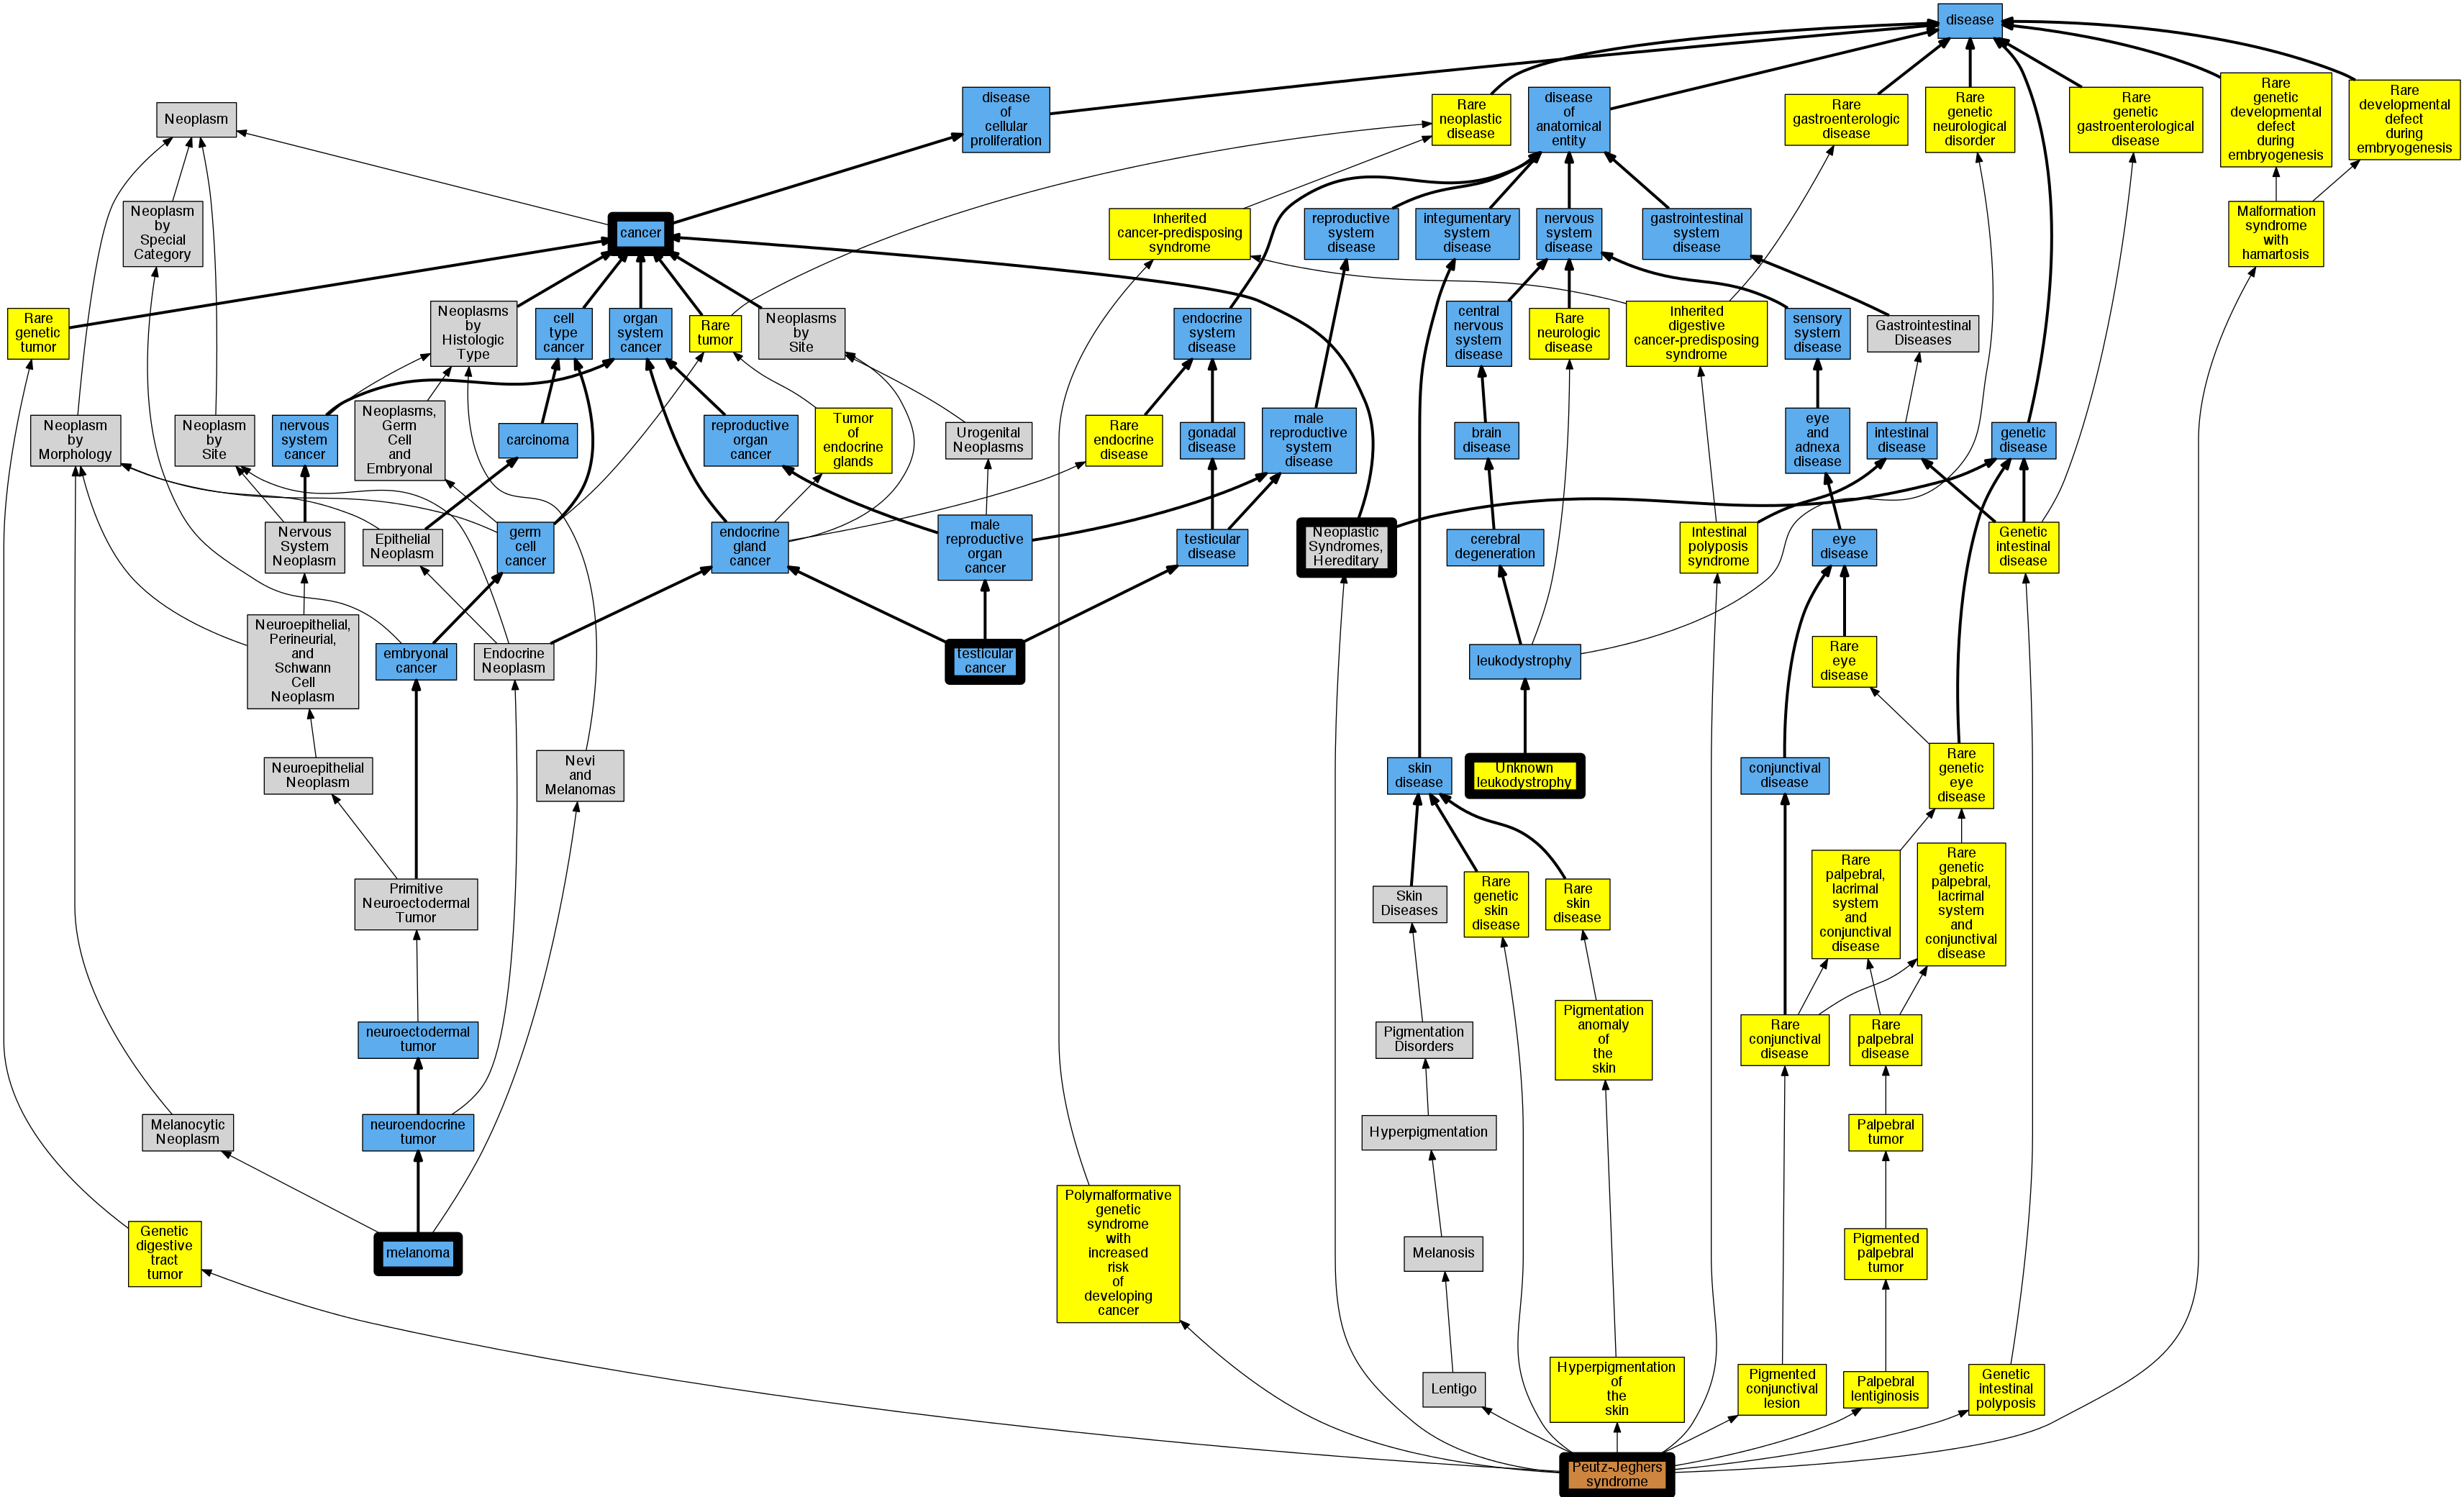 disease
Neoplasm
disease
of
cellular
proliferation
Rare
neoplastic
disease
disease
of
anatomical
entity
Rare
gastroenterologic
disease
Rare
genetic
neurological
disorder
Rare
genetic
gastroenterological
disease
Rare
genetic
developmental
defect
during
embryogenesis
Rare
developmental
defect
during
embryogenesis
Neoplasm
by
Special
Category
cancer
Inherited
cancer-predisposing
syndrome
reproductive
system
disease
integumentary
system
disease
nervous
system
disease
gastrointestinal
system
disease
Malformation
syndrome
with
hamartosis
Rare
genetic
tumor
Neoplasms
by
Histologic
Type
cell
type
cancer
organ
system
cancer
Rare
tumor
Neoplasms
by
Site
endocrine
system
disease
central
nervous
system
disease
Rare
neurologic
disease
Inherited
digestive
cancer-predisposing
syndrome
sensory
system
disease
Gastrointestinal
Diseases
Neoplasm
by
Morphology
Neoplasm
by
Site
nervous
system
cancer
Neoplasms,
Germ
Cell
and
Embryonal
carcinoma
reproductive
organ
cancer
Tumor
of
endocrine
glands
Urogenital
Neoplasms
Rare
endocrine
disease
gonadal
disease
male
reproductive
system
disease
brain
disease
eye
and
adnexa
disease
intestinal
disease
genetic
disease
Nervous
System
Neoplasm
Epithelial
Neoplasm
germ
cell
cancer
endocrine
gland
cancer
male
reproductive
organ
cancer
testicular
disease
Neoplastic
Syndromes,
Hereditary
cerebral
degeneration
Intestinal
polyposis
syndrome
eye
disease
Genetic
intestinal
disease
Neuroepithelial,
Perineurial,
and
Schwann
Cell
Neoplasm
embryonal
cancer
Endocrine
Neoplasm
testicular
cancer
leukodystrophy
Rare
eye
disease
Neuroepithelial
Neoplasm
Nevi
and
Melanomas
skin
disease
Unknown
leukodystrophy
conjunctival
disease
Rare
genetic
eye
disease
Primitive
Neuroectodermal
Tumor
Skin
Diseases
Rare
genetic
skin
disease
Rare
skin
disease
Rare
palpebral,
lacrimal
system
and
conjunctival
disease
Rare
genetic
palpebral,
lacrimal
system
and
conjunctival
disease
neuroectodermal
tumor
Pigmentation
Disorders
Pigmentation
anomaly
of
the
skin
Rare
conjunctival
disease
Rare
palpebral
disease
Melanocytic
Neoplasm
neuroendocrine
tumor
Hyperpigmentation
Palpebral
tumor
Genetic
digestive
tract
tumor
melanoma
Polymalformative
genetic
syndrome
with
increased
risk
of
developing
cancer
Melanosis
Pigmented
palpebral
tumor
Lentigo
Hyperpigmentation
of
the
skin
Pigmented
conjunctival
lesion
Palpebral
lentiginosis
Genetic
intestinal
polyposis
Peutz-Jeghers
syndrome